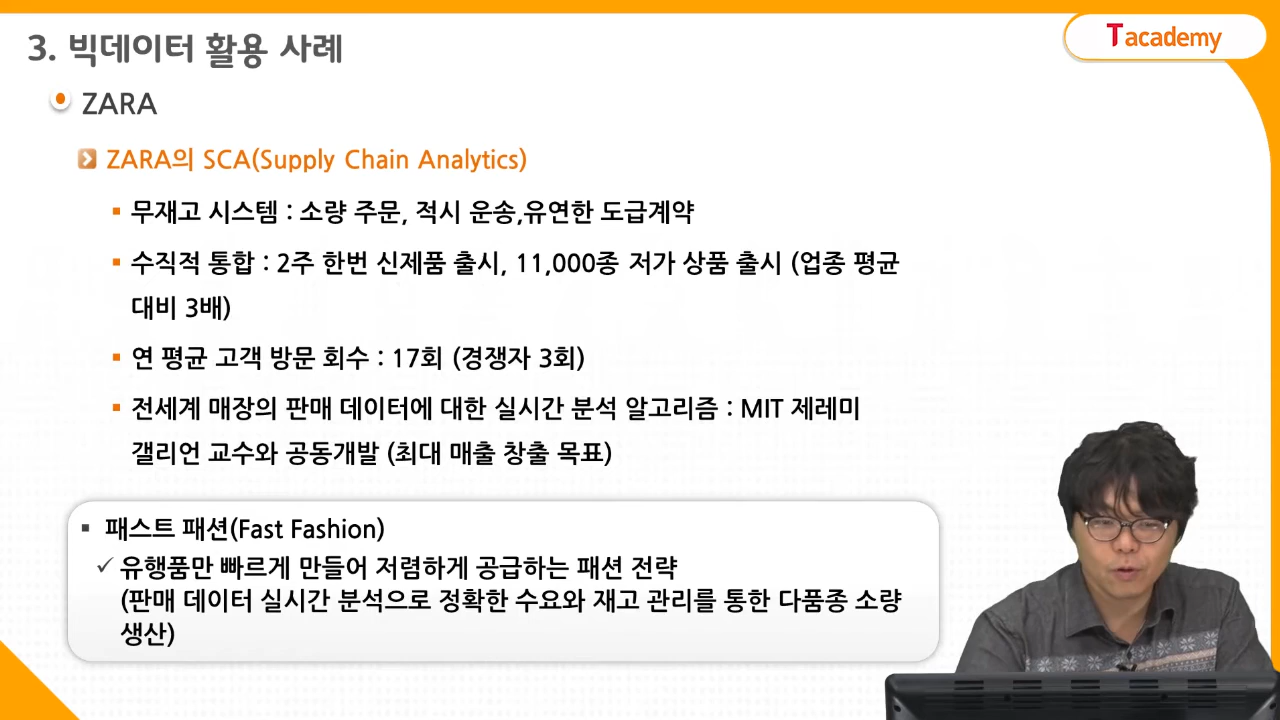 3. 빅데이터 활용 사례
Tacademy
ZARA
ZARA의 SCA(Supply Chain Analytics)
무재고 시스템 : 소량 주문, 적시 운송,유연한 도급계약
수직적 통합 : 2주 한번 신제품 출시, 11,000종 저가 상품 출시 (업종 평균
대비 3배)
연 평균 고객 방문 회수 : 17회 (경쟁자 3회)
전세계 매장의 판매 데이터에 대한 실시간 분석 알고리즘 : MIT 제레미
갤리언 교수와 공동개발 (최대 매출 창출 목표)
패스트 패션(Fast Fashion)
유행품만 빠르게 만들어 저렴하게 공급하는 패션 전략
(판매 데이터 실시간 분석으로 정확한 수요와 재고 관리를 통한 다품종 소량
생산)